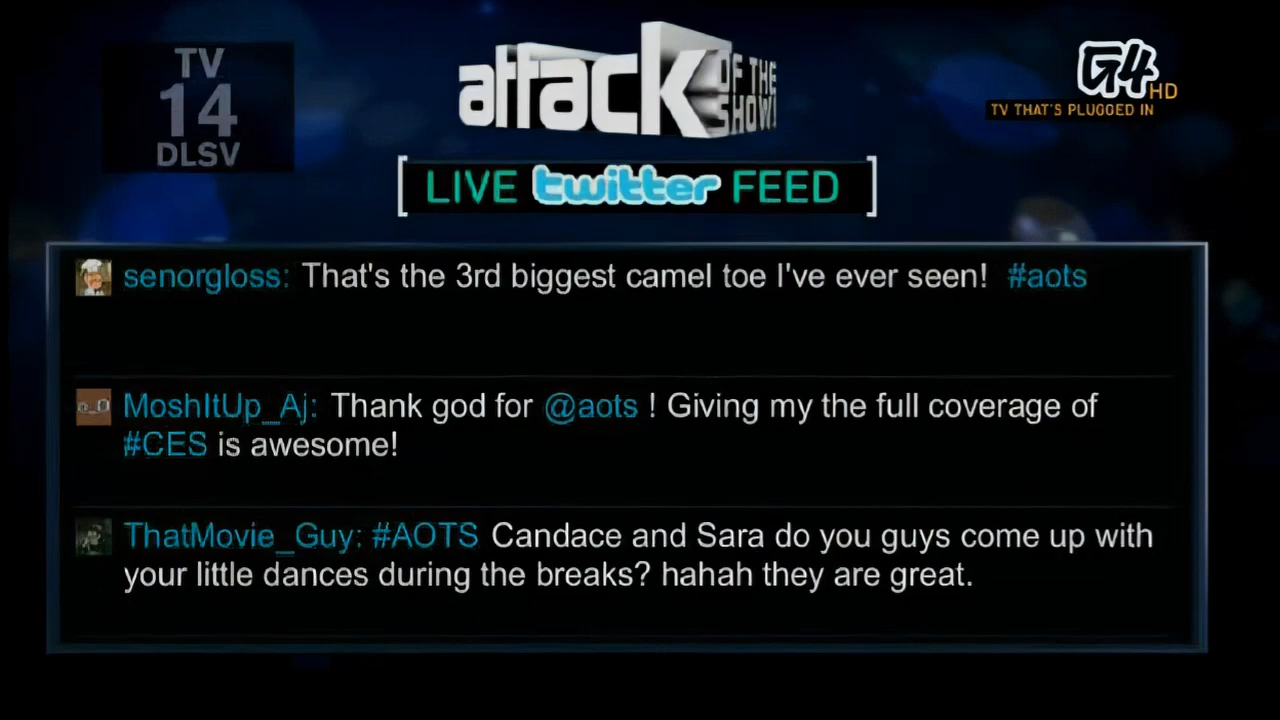 TV
14
DLSV
attack
OF THE
SHOW!
G4
HD
TV THAT'S PLUGGED IN
LIVE twitter FEED
senorgloss: That's the 3rd biggest camel toe I've ever seen! #aots
MoshItUp_Aj: Thank god for @aots ! Giving my the full coverage of
#CES is awesome!
ThatMovie_Guy: #AOTS Candace and Sara do you guys come up with
your little dances during the breaks? hahah they are great.